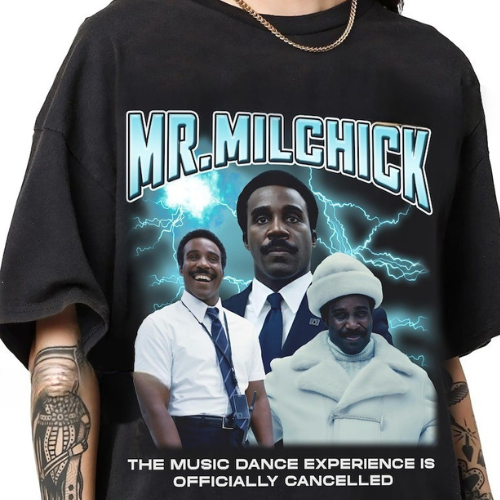 MR. MILCHICK
THE MUSIC DANCE EXPERIENCE IS
OFFICIALLY CANCELLED